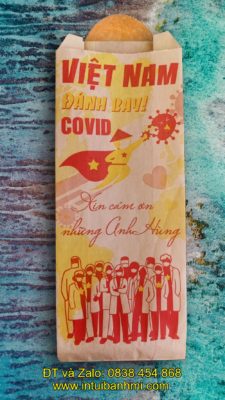 VIỆT NAM
ĐÁNH BAY!
COVID
Xin cảm ơn
những Anh Hùng
ĐT và Zalo: 0838 454 868
www.intuibanhmi.com